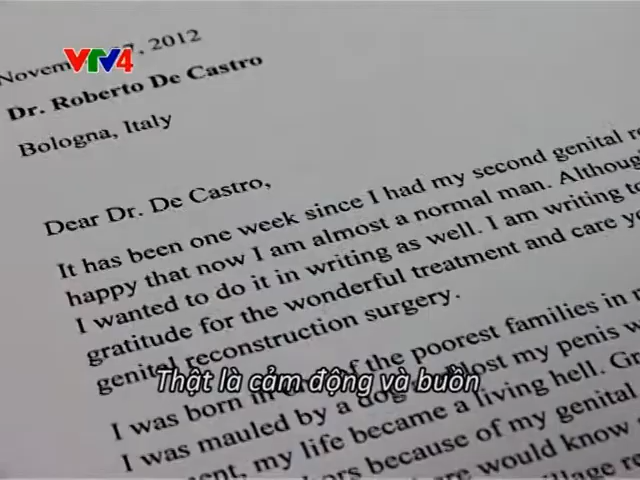 VTV4
Novem 7, 2012
Dr. Roberto De Castro
Bologna, Italy
Dear Dr. De Castro,
It has been one week since I had my second genital
happy that now I am almost a normal man. Although
I wanted to do it in writing as well. I am writing to
gratitude for the wonderful treatment and care
genital reconstruction surgery.
I was born in of the poorest families in
I was mauled by a dog lost my penis
my life became a living hell.
because of my genital
would know
Thật là cảm động và buồn